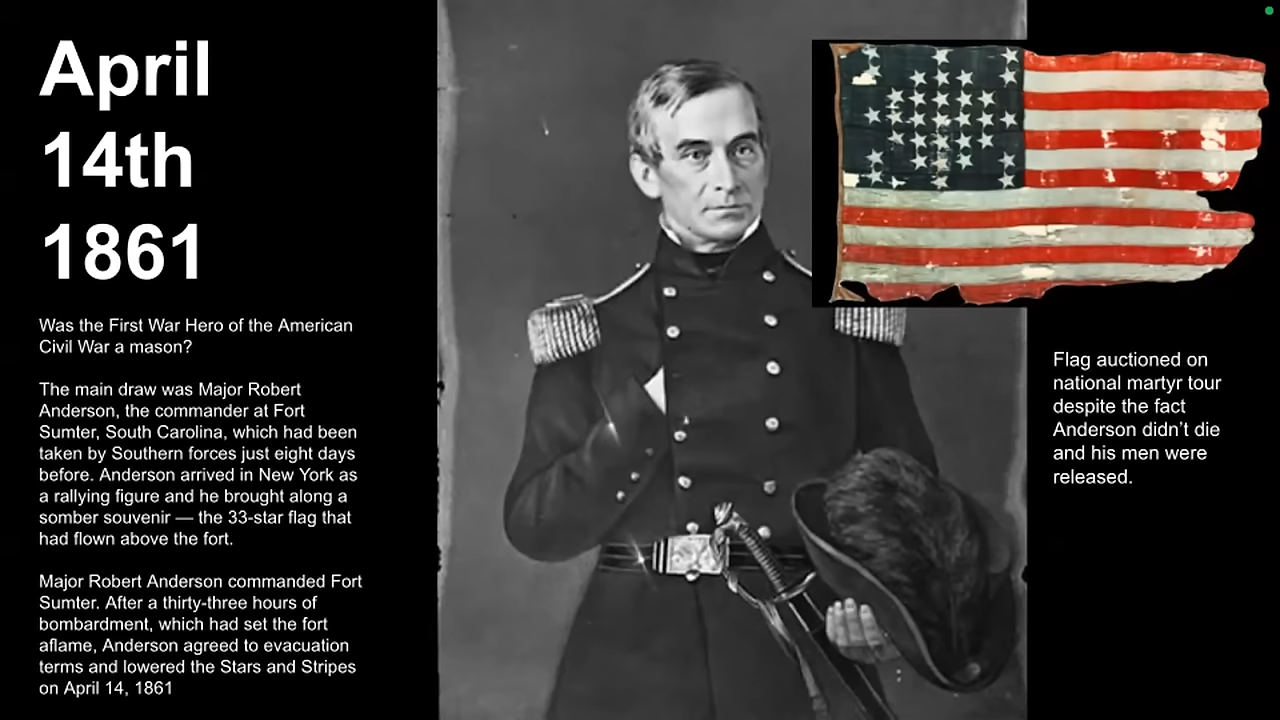 April
14th
1861
Was the First War Hero of the American
Civil War a mason?
The main draw was Major Robert
Anderson, the commander at Fort
Sumter, South Carolina, which had been
taken by Southern forces just eight days
before. Anderson arrived in New York as
a rallying figure and he brought along a
somber souvenir — the 33-star flag that
had flown above the fort.
Major Robert Anderson commanded Fort
Sumter. After a thirty-three hours of
bombardment, which had set the fort
aflame, Anderson agreed to evacuation
terms and lowered the Stars and Stripes
on April 14, 1861
Flag auctioned on
national martyr tour
despite the fact
Anderson didn’t die
and his men were
released.